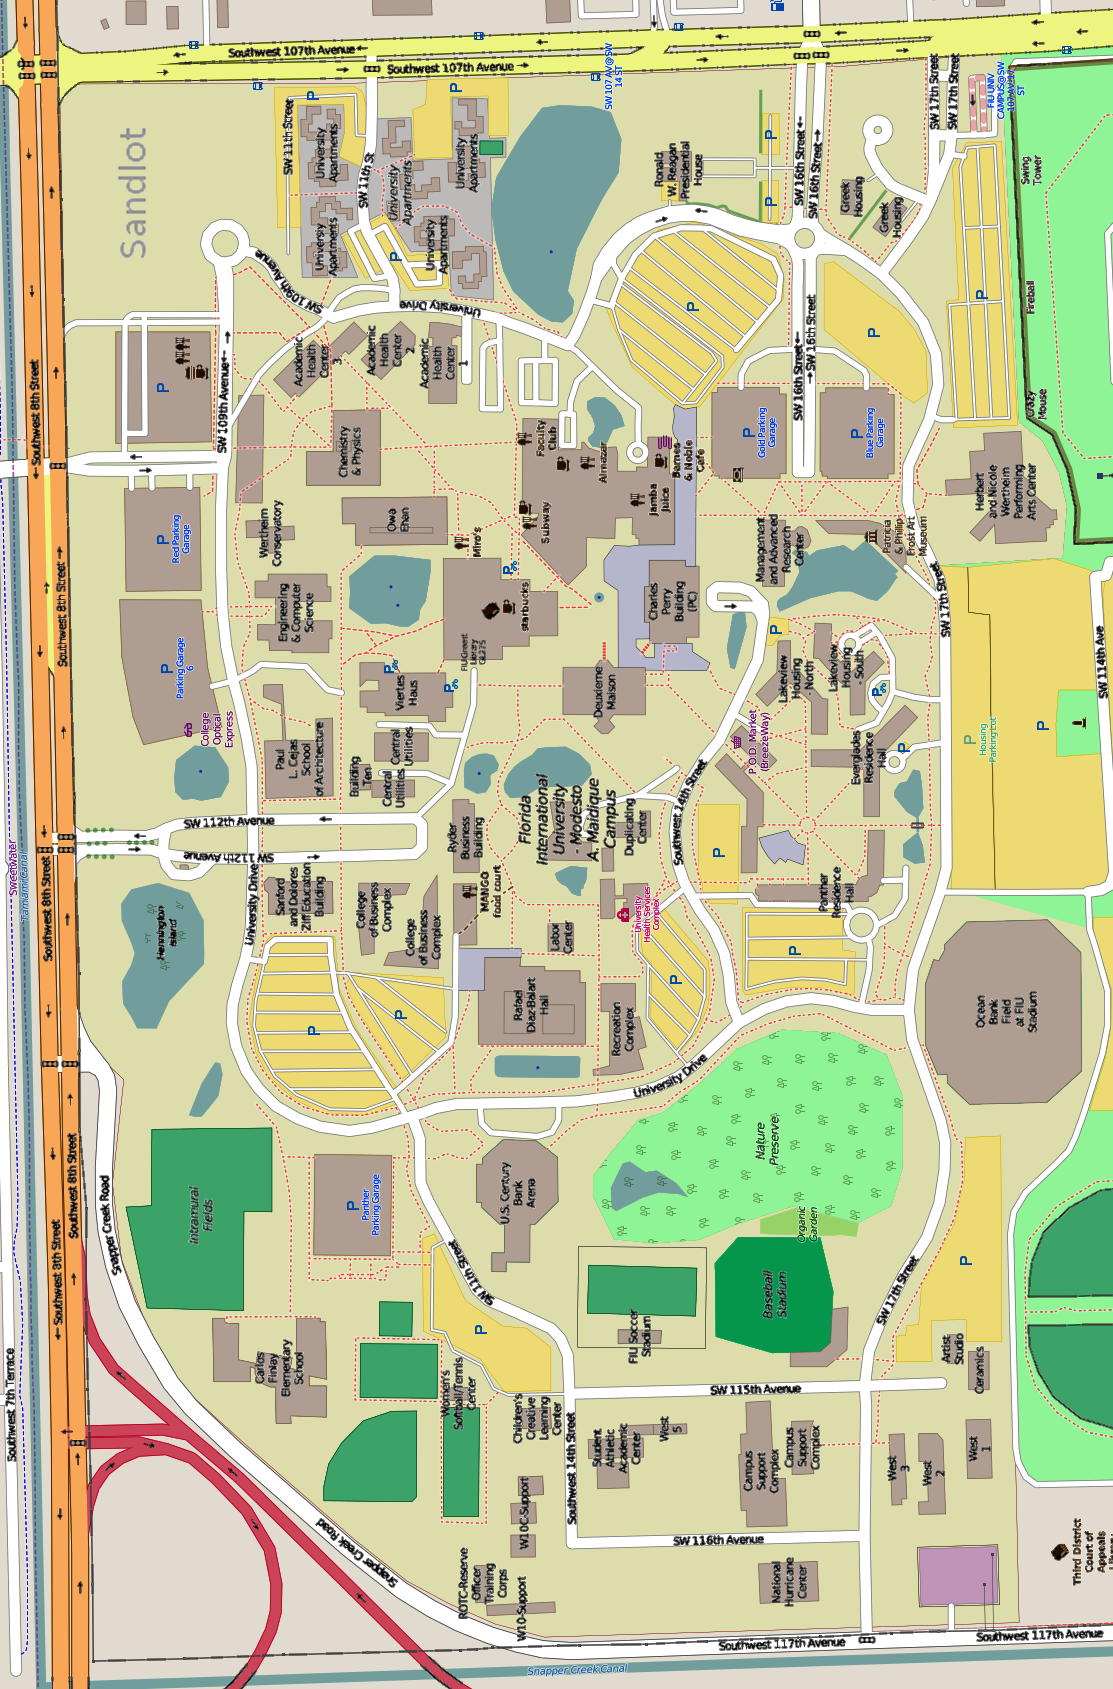 Southwest 107th Avenue
Southwest 107th Avenue
SW 107 AV@SW
14 ST
SW 17th Street
SW 17th Street
FIU UNIV
CAMPUS@SW
107 AV/17
ST
Sandlot
SW 11th Street
SW 11th St
University
Apartments
University
Apartments
University
Apartments
University
Apartments
University
Apartments
Ronald
W. Reagan
Presidential
House
SW 16th Street
SW 16th Street
Greek
Housing
Greek
Housing
Swing
Tower
Fireball
Crazy
Mouse
SW 109th Avenue
University Drive
SW 16th Street
SW 16th Street
Southwest 8th Street
SW 109th Avenue
Academic
Health
Center
3
Academic
Health
Center
2
Academic
Health
Center
1
Chemistry
& Physics
Faculty
Club
Almazar
Barnes
& Noble
Cafe
Gold Parking
Garage
Blue Parking
Garage
Red Parking
Garage
Wertheim
Conservatory
Owa
Ehan
Miro's
Subway
Jamba
Juice
Management
and Advanced
Research
Center
Patricia
& Phillip
Frost Art
Museum
Herbert
and Nicole
Wertheim
Performing
Arts Center
SW 17th Street
Southwest 8th Street
Parking Garage
6
Engineering
& Computer
Science
starbucks
FIU Green
Library
GL275
Charles
Perry
Building
(PC)
Lakeview
Housing
- North
Lakeview
Housing
- South
SW 114th Ave
College
Optical
Express
Viertes
Haus
Deuxieme
Maison
P.O.D. Market
(BreezeWay)
Everglades
Residence
Hall
Housing
Parking Lot
Paul
L. Cejas
School
of Architecture
Building
Ten
Central
Utilities
Central
Utilities
SW 112th Avenue
SW 112th Avenue
Ryder
Business
Building
Florida
International
University
- Modesto
A. Maidique
Campus
Duplicating
Center
Southwest 14th Street
Sweetwater
Tamiami Canal
Southwest 8th Street
Southwest 8th Street
Hennington
Island
University Drive
Sanford
and Dolores
Ziff Education
Building
College
of Business
Complex
College
of Business
Complex
MANGO
food court
Labor
Center
University
Health Services
Complex
Panther
Residence
Hall
Rafael
Diaz-Balart
Hall
Recreation
Complex
Ocean
Bank
Field
at FIU
Stadium
University Drive
Nature
Preserve
Organic
Garden
Southwest 8th Street
Southwest 8th Street
Snapper Creek Road
Intramural
Fields
Panther
Parking Garage
U.S. Century
Bank
Arena
SW 11th Street
Baseball
Stadium
FIU Soccer
Stadium
SW 17th Street
Southwest 7th Terrace
Carlos
Finlay
Elementary
School
Women's
Softball/Tennis
Center
Children's
Creative
Learning
Center
SW 115th Avenue
Artist
Studio
Ceramics
Southwest 14th Street
Student
Athletic
Academic
Center
West
5
Campus
Support
Complex
Campus
Support
Complex
West
3
West
2
West
1
W10C-Support
SW 116th Avenue
Snapper Creek Road
ROTC-Reserve
Officer
Training
Corps
W10-Support
National
Hurricane
Center
Third District
Court of
Appeals
Southwest 117th Avenue
Southwest 117th Avenue
Snapper Creek Canal